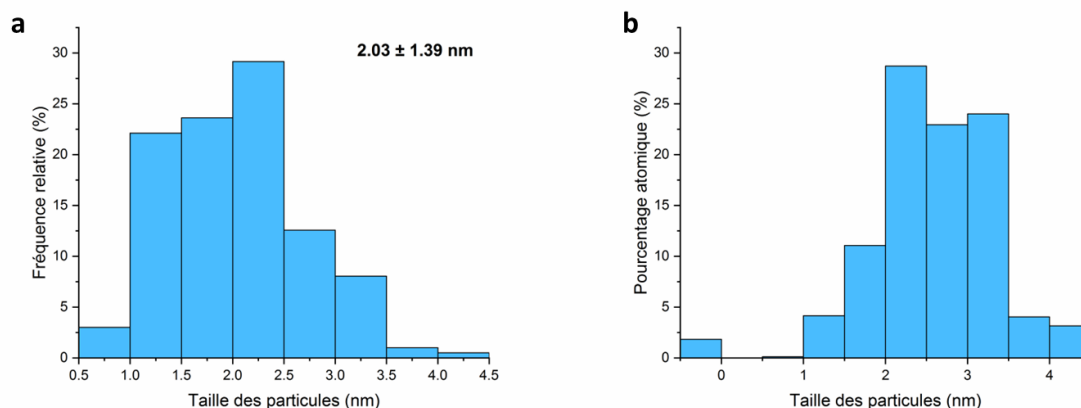 a
2.03 ± 1.39 nm
Fréquence relative (%)
30
25
20
15
10
5
0
0.5 1.0 1.5 2.0 2.5 3.0 3.5 4.0 4.5
Taille des particules (nm)
b
Pourcentage atomique (%)
30
25
20
15
10
5
0
0 1 2 3 4
Taille des particules (nm)